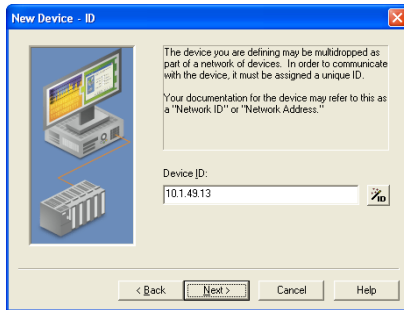 New Device - ID
The device you are defining may be multidropped as
part of a network of devices. In order to communicate
with the device, it must be assigned a unique ID.
Your documentation for the device may refer to this as
a "Network ID" or "Network Address."
Device ID:
10.1.49.13
ID
< Back Next > Cancel Help